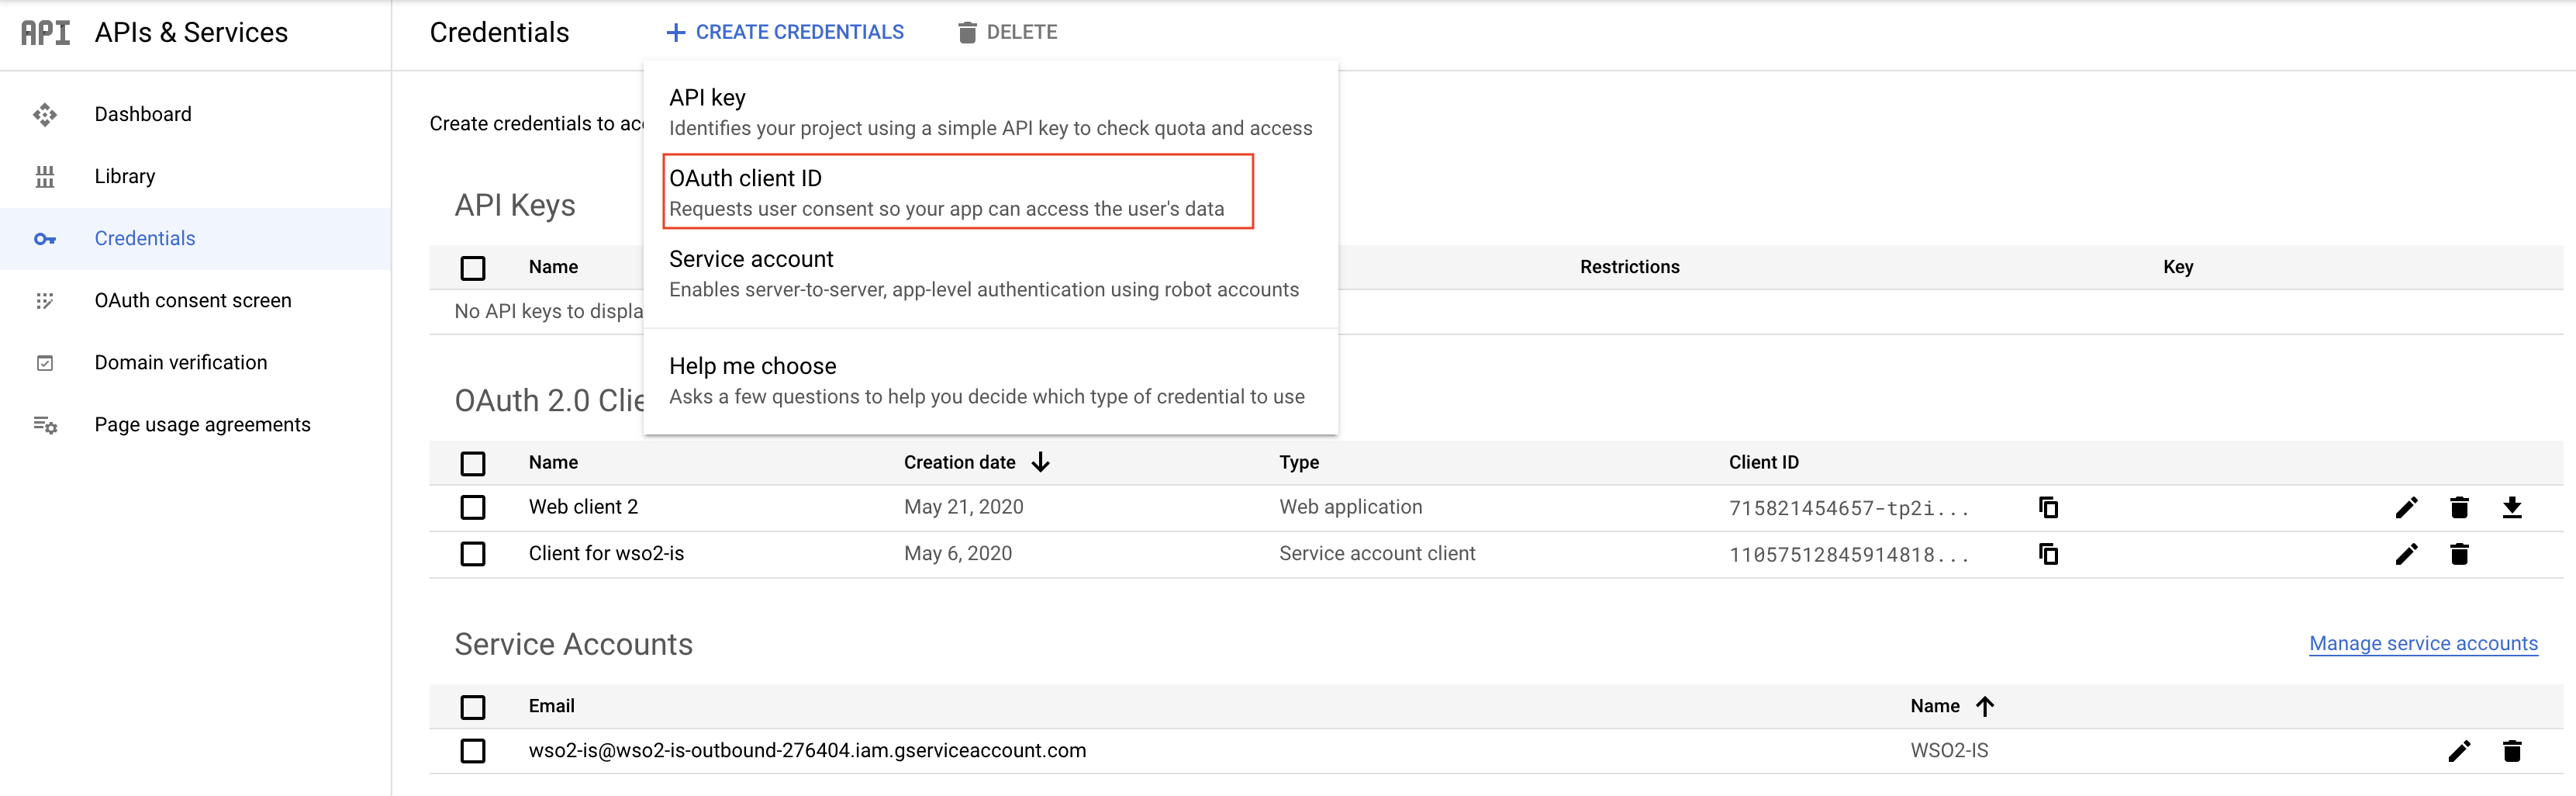 API APIs & Services
Credentials
CREATE CREDENTIALS
DELETE
Dashboard
Library
Credentials
OAuth consent screen
Domain verification
Page usage agreements
Create credentials to
API key
Identifies your project using a simple API key to check quota and access
OAuth client ID
Requests user consent so your app can access the user's data
Service account
Enables server-to-server, app-level authentication using robot accounts
Help me choose
Asks a few questions to help you decide which type of credential to use
API Keys
Name Restrictions Key
No API keys to displa
OAuth 2.0 Clie
Name Creation date Type Client ID
Web client 2 May 21, 2020 Web application 715821454657-tp2i...
Client for wso2-is May 6, 2020 Service account client 11057512845914818...
Service Accounts
Manage service accounts
Email Name
wso2-is@wso2-is-outbound-276404.iam.gserviceaccount.com WSO2-IS